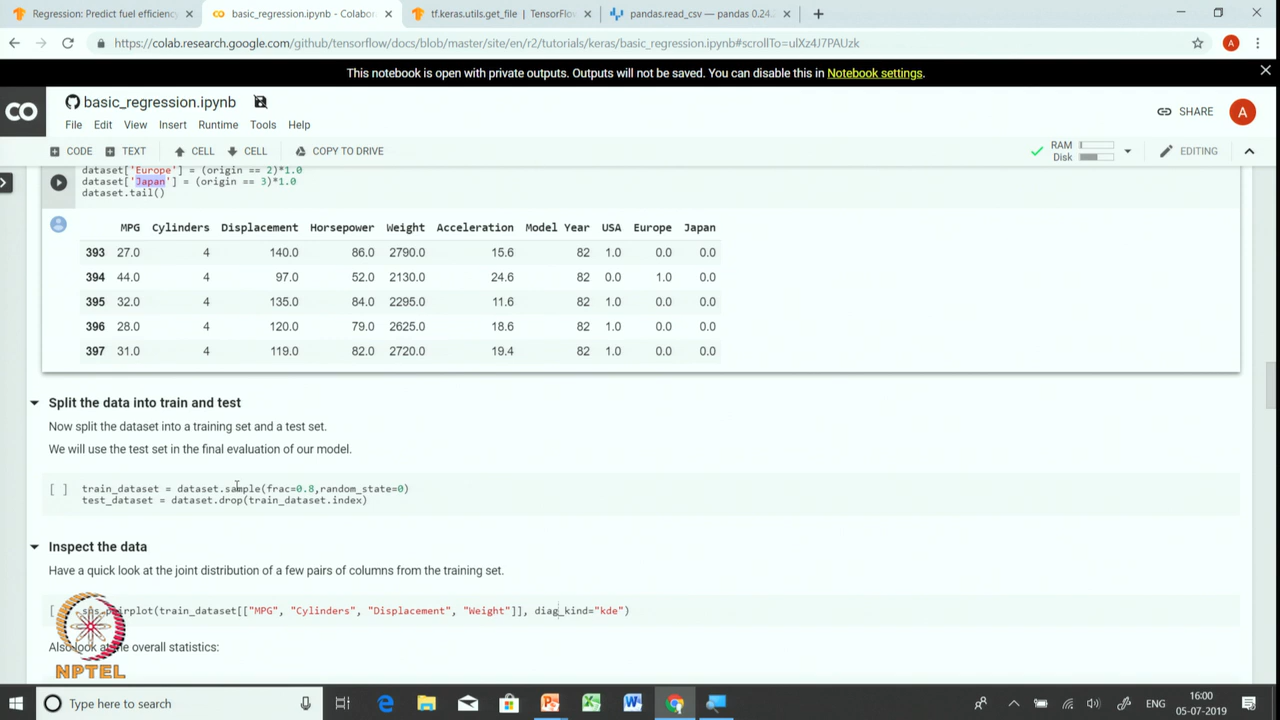 Regression: Predict fuel efficiency
basic_regression.ipynb - Colabor
tf.keras.utils.get_file | TensorFlow
pandas.read_csv — pandas 0.24.
https://colab.research.google.com/github/tensorflow/docs/blob/master/site/en/r2/tutorials/keras/basic_regression.ipynb#scrollTo=ulXz4J7PAUzk
A
This notebook is open with private outputs. Outputs will not be saved. You can disable this in Notebook settings.
CO
basic_regression.ipynb
SHARE
A
File Edit View Insert Runtime Tools Help
CODE TEXT CELL CELL COPY TO DRIVE
RAM
Disk
EDITING
dataset['Europe'] = (origin == 2)*1.0
dataset['Japan'] = (origin == 3)*1.0
dataset.tail()
MPG Cylinders Displacement Horsepower Weight Acceleration Model Year USA Europe Japan
393 27.0 4 140.0 86.0 2790.0 15.6 82 1.0 0.0 0.0
394 44.0 4 97.0 52.0 2130.0 24.6 82 0.0 1.0 0.0
395 32.0 4 135.0 84.0 2295.0 11.6 82 1.0 0.0 0.0
396 28.0 4 120.0 79.0 2625.0 18.6 82 1.0 0.0 0.0
397 31.0 4 119.0 82.0 2720.0 19.4 82 1.0 0.0 0.0
Split the data into train and test
Now split the dataset into a training set and a test set.
We will use the test set in the final evaluation of our model.
[ ] train_dataset = dataset.sample(frac=0.8,random_state=0)
test_dataset = dataset.drop(train_dataset.index)
Inspect the data
Have a quick look at the joint distribution of a few pairs of columns from the training set.
[ sns.pairplot(train_dataset[["MPG", "Cylinders", "Displacement", "Weight"]], diag_kind="kde")
Also look at the overall statistics:
NPTEL
Type here to search
ENG
16:00
05-07-2019